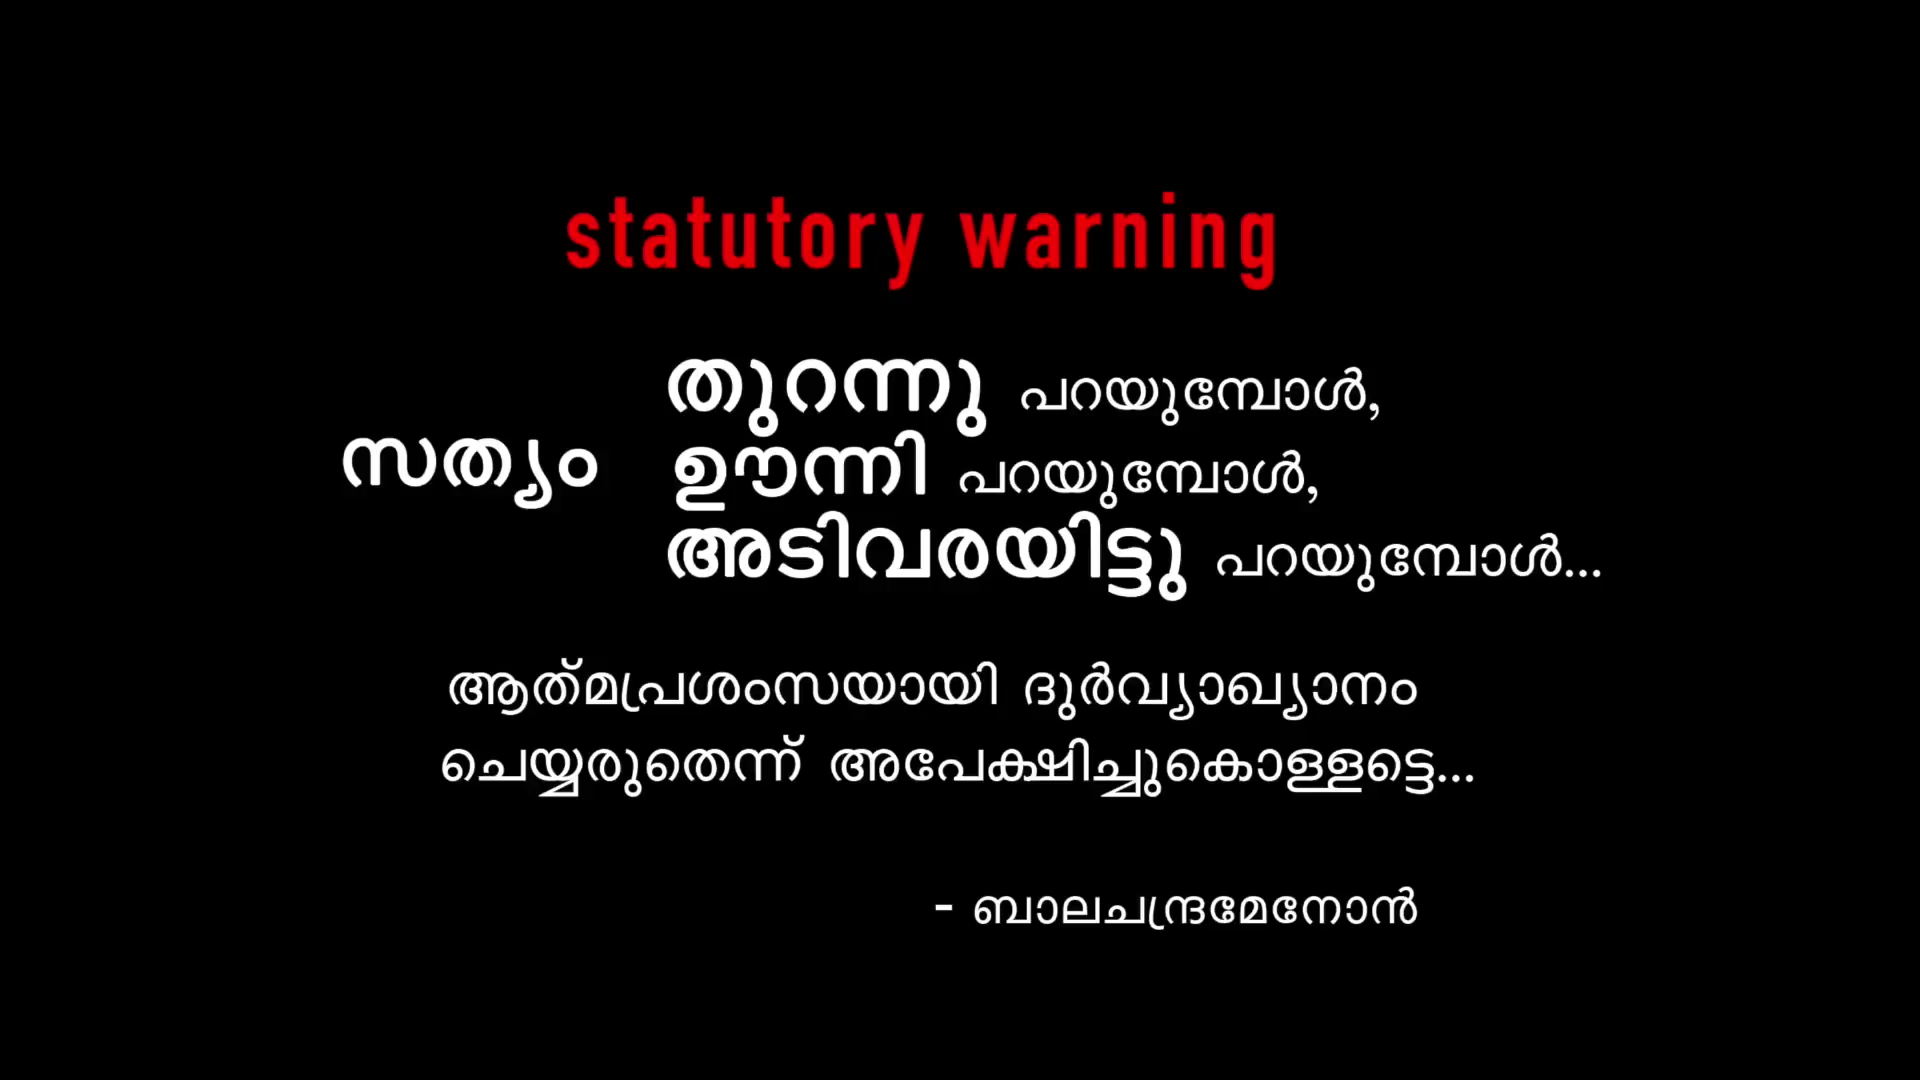 statutory warning
തുറന്നു പറയുമ്പോൾ,
സത്യം ഊന്നി പറയുമ്പോൾ,
അടിവരയിട്ടു പറയുമ്പോൾ...
ആത്‌മപ്രശംസയായി ദുർവ്യാഖ്യാനം
ചെയ്യരുതെന്ന് അപേക്ഷിച്ചുകൊള്ളട്ടെ...
- ബാലചന്ദ്രമേനോൻ